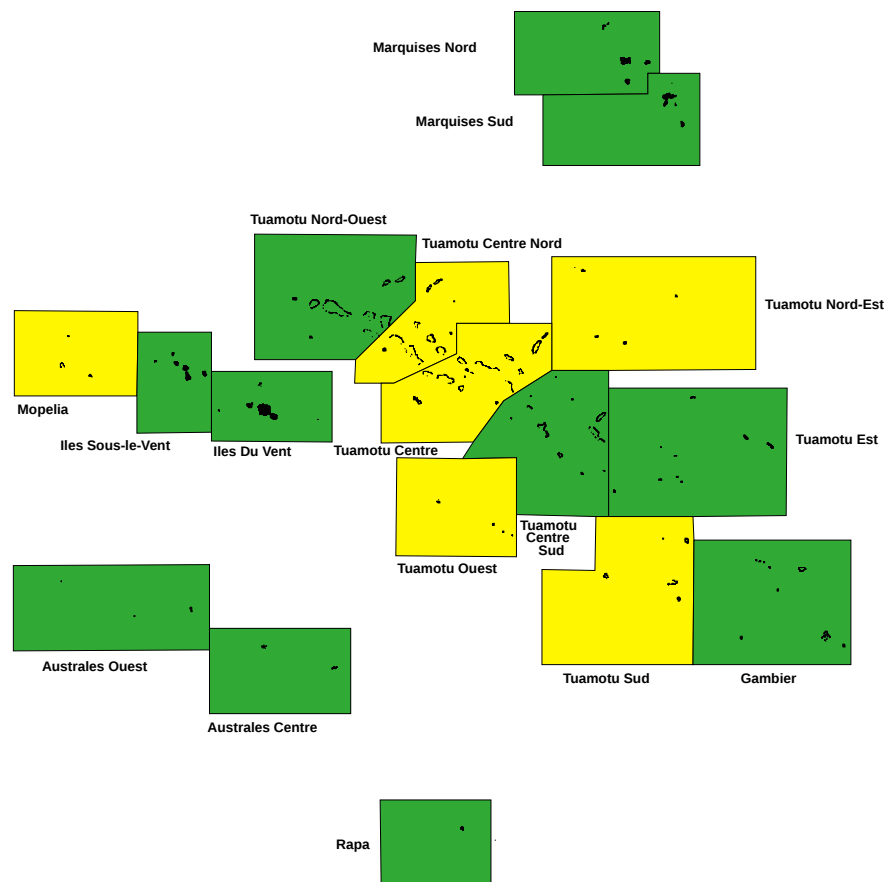 Marquises Nord
Marquises Sud
Tuamotu Nord-Ouest
Tuamotu Centre Nord
Tuamotu Nord-Est
Mopelia
Iles Sous-le-Vent
Iles Du Vent
Tuamotu Centre
Tuamotu Est
Tuamotu
Centre
Sud
Tuamotu Ouest
Australes Ouest
Tuamotu Sud
Gambier
Australes Centre
Rapa